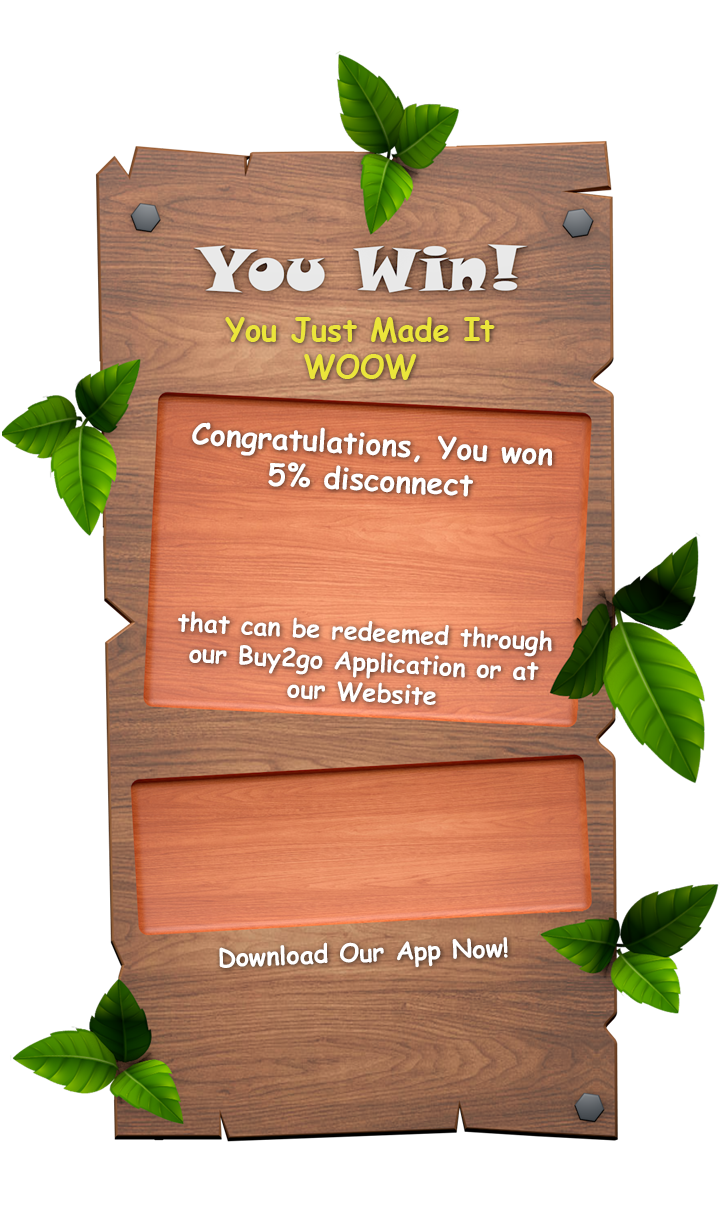 You Win!
You Just Made It
WOOW
Congratulations, You won
5% disconnect
that can be redeemed through
our Buy2go Application or at
our Website
Download Our App Now!